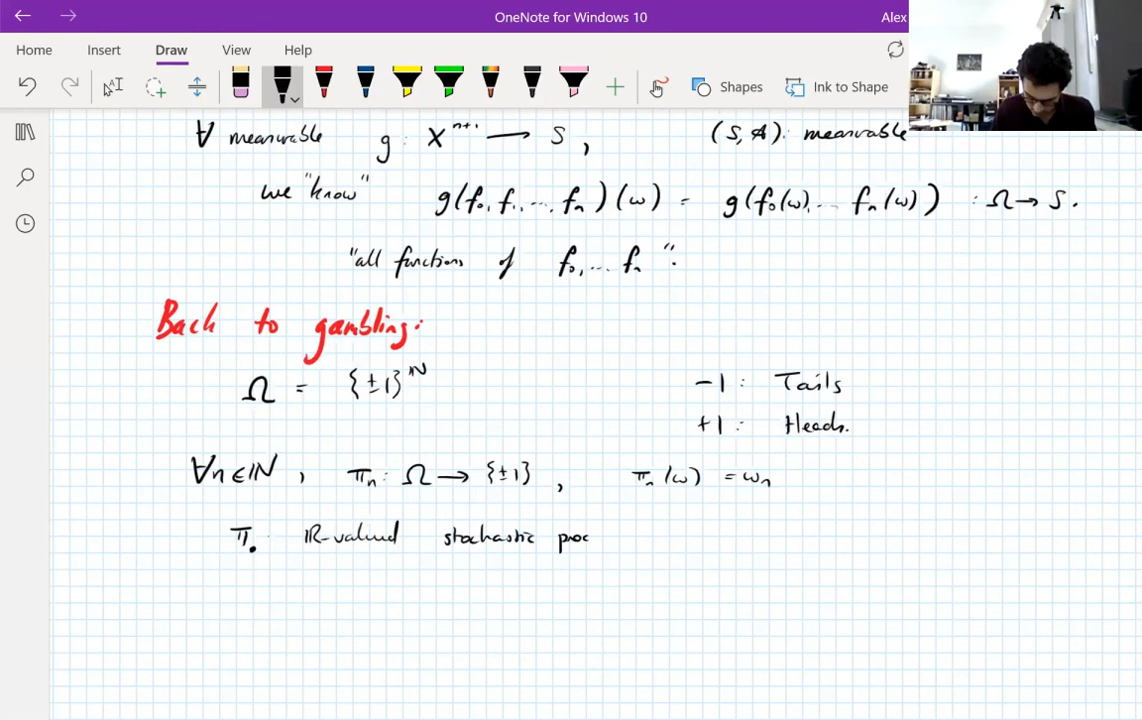 OneNote for Windows 10
Alex
Home Insert Draw View Help
Shapes Ink to Shape
∀ measurable g: X^{n+1} → S, (S, A): measurable
we "know" g(f₀, f₁, ..., fₙ)(ω) = g(f₀(ω), ... fₙ(ω)) : Ω → S.
"all functions of f₀, ... fₙ".
Back to gambling:
Ω = {±1}^ℕ
-1: Tails
+1: Heads.
∀n∈ℕ, πₙ: Ω → {±1}, πₙ(ω) = ωₙ
π. ℝ-valued stochastic proc